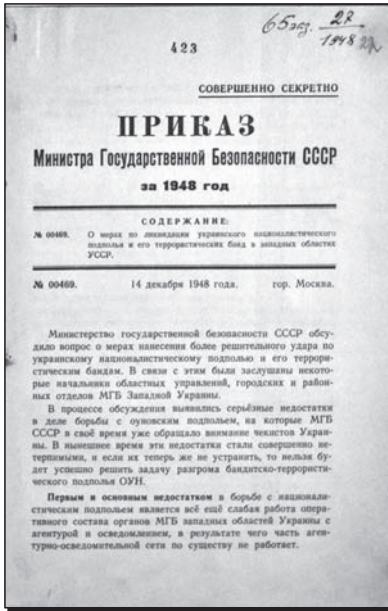 65 экз. 27
1948
423
СОВЕРШЕННО СЕКРЕТНО
ПРИКАЗ
Министра Государственной Безопасности СССР
за 1948 год
СОДЕРЖАНИЕ:
№ 00469. О мерах по ликвидации украинского националистического
подполья и его террористических банд в западных областях
УССР.
№ 00469. 14 декабря 1948 года. гор. Москва.
Министерство государственной безопасности СССР обсу-
дило вопрос о мерах нанесения более решительного удара по
украинскому националистическому подполью и его террори-
стическим бандам. В связи с этим были заслушаны некото-
рые начальники областных управлений, городских и район-
ных отделов МГБ Западной Украины.
В процессе обсуждения выявились серьёзные недостатки
в деле борьбы с оуновским подпольем, на которые МГБ
СССР в своё время уже обращало внимание чекистов Украи-
ны. В нынешнее время эти недостатки стали совершенно не-
терпимыми, и если их теперь же не устранить, то нельзя бу-
дет успешно решить задачу разгрома бандитско-террористи-
ческого подполья ОУН.
Первым и основным недостатком в борьбе с национали-
стическим подпольем является всё ещё слабая работа опера-
тивного состава органов МГБ западных областей Украины с
агентурой и осведомлением, в результате чего часть аген-
турно-осведомительной сети по существу не работает.